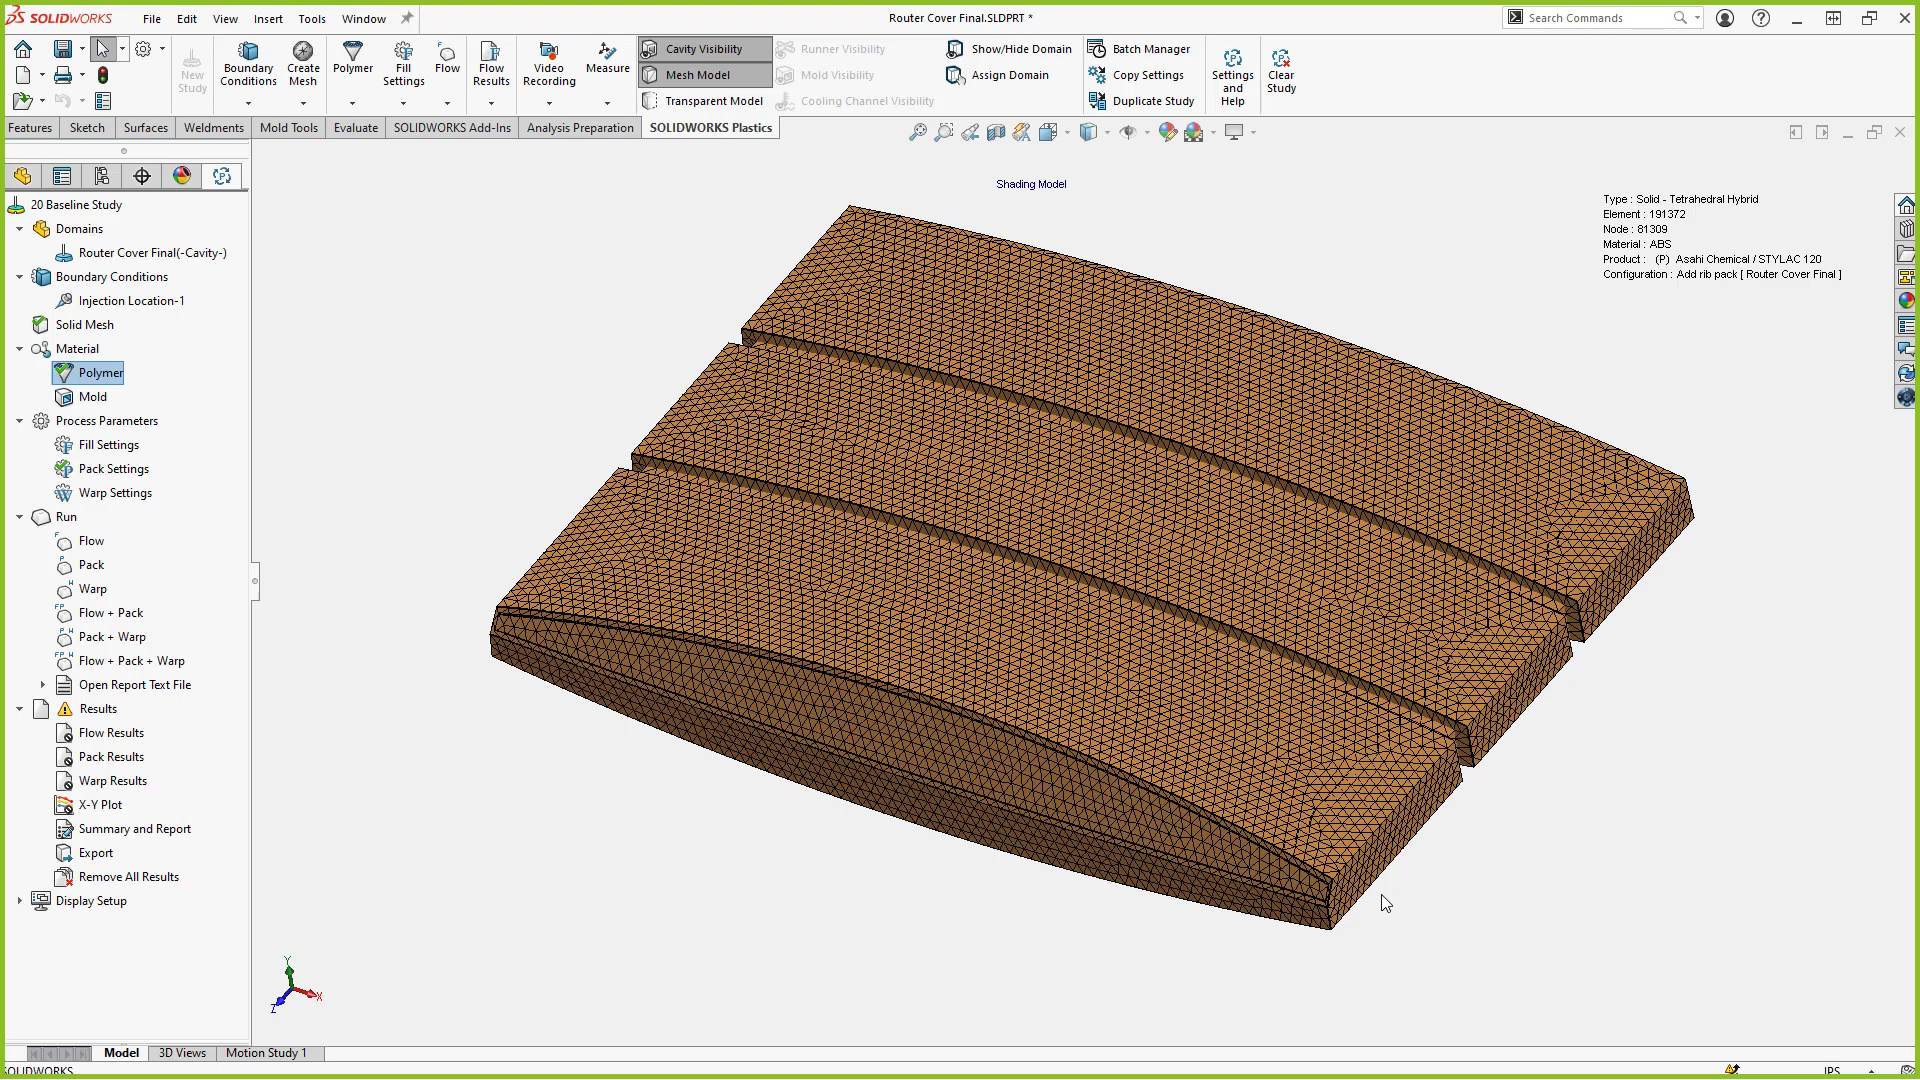 SOLIDWORKS
File Edit View Insert Tools Window
Router Cover Final.SLDPRT *
Search Commands
New Study
Boundary Conditions
Create Mesh
Polymer
Fill Settings
Flow
Flow Results
Video Recording
Measure
Cavity Visibility
Mesh Model
Transparent Model
Runner Visibility
Mold Visibility
Cooling Channel Visibility
Show/Hide Domain
Assign Domain
Batch Manager
Copy Settings
Duplicate Study
Settings and Help
Clear Study
Features Sketch Surfaces Weldments Mold Tools Evaluate SOLIDWORKS Add-Ins Analysis Preparation SOLIDWORKS Plastics
Shading Model
Type : Solid - Tetrahedral Hybrid
Element : 191372
Node : 81309
Material : ABS
Product : (P) Asahi Chemical / STYLAC 120
Configuration : Add rib pack [ Router Cover Final ]
20 Baseline Study
Domains
Router Cover Final(-Cavity-)
Boundary Conditions
Injection Location-1
Solid Mesh
Material
Polymer
Mold
Process Parameters
Fill Settings
Pack Settings
Warp Settings
Run
Flow
Pack
Warp
Flow + Pack
Pack + Warp
Flow + Pack + Warp
Open Report Text File
Results
Flow Results
Pack Results
Warp Results
X-Y Plot
Summary and Report
Export
Remove All Results
Display Setup
Y
X
Z
Model 3D Views Motion Study 1
SOLIDWORKS
IPS